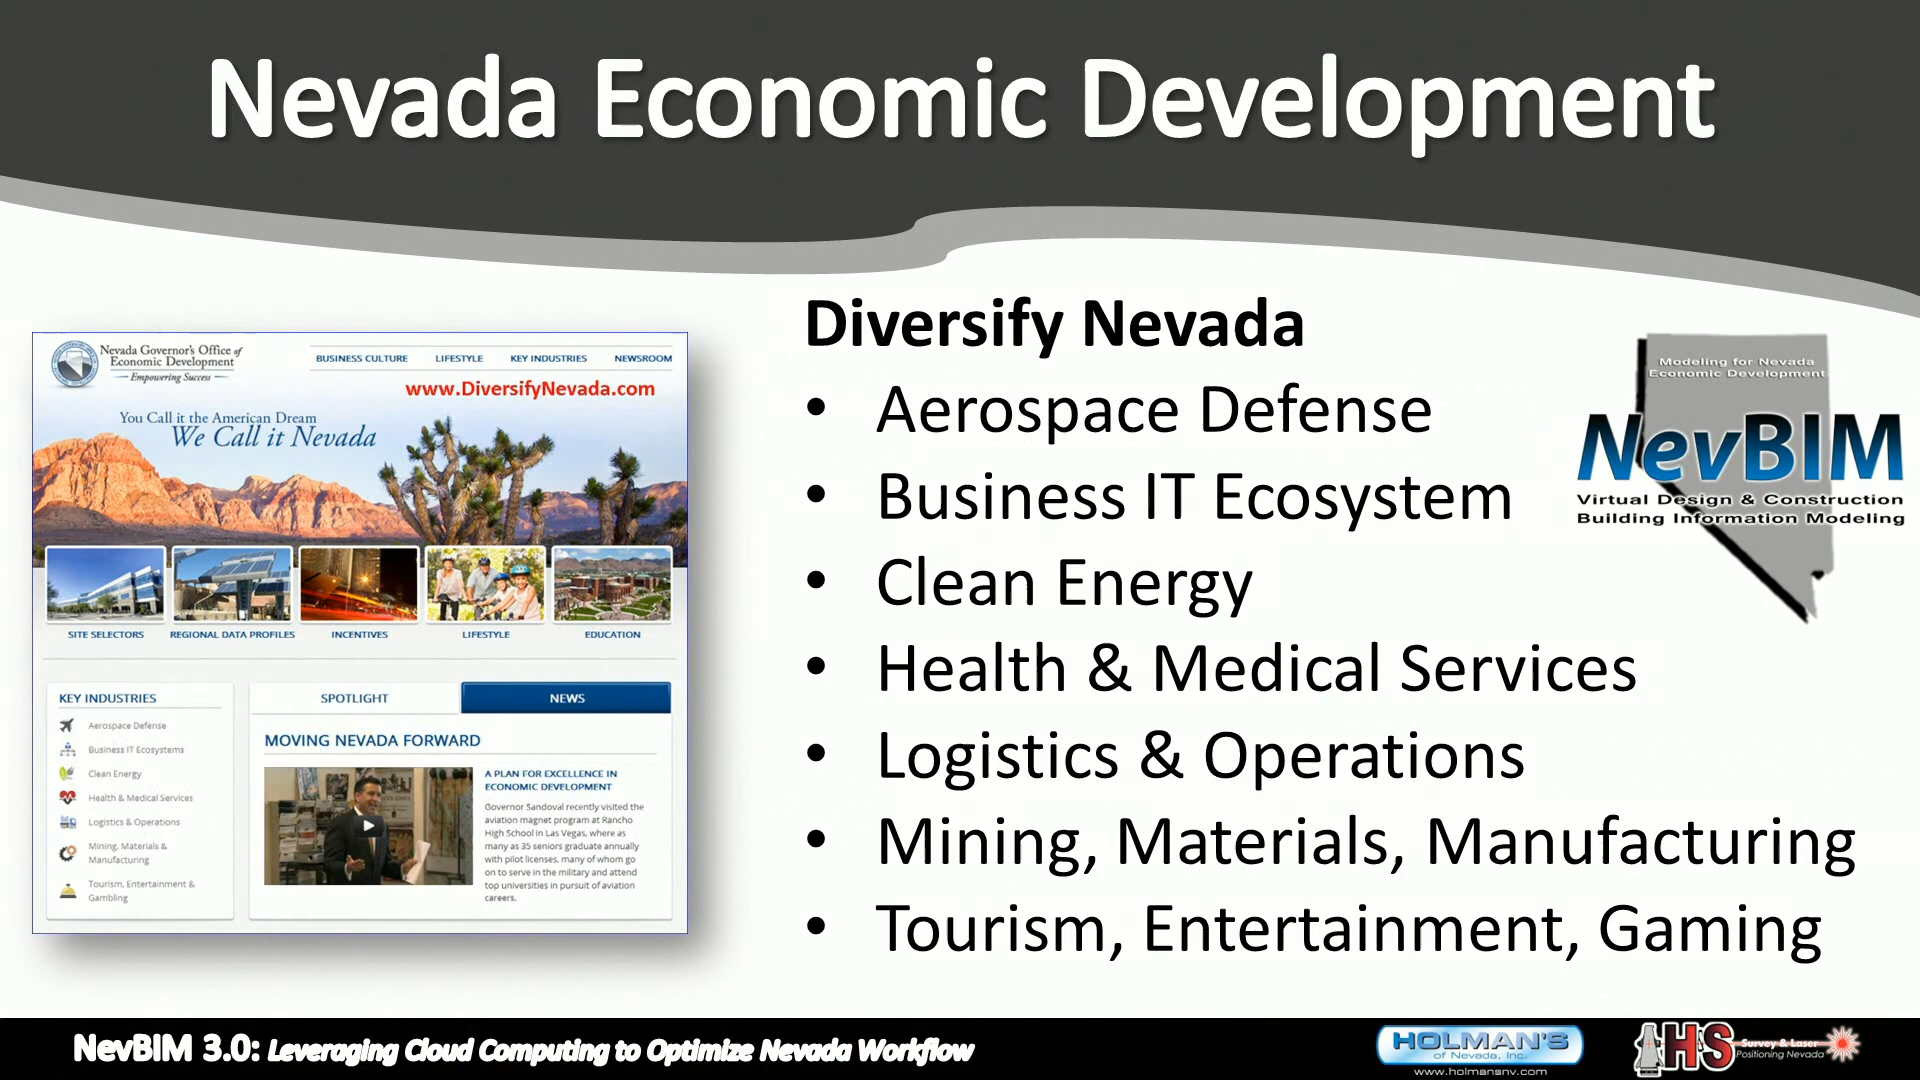 Nevada Economic Development
Nevada Governor's Office of
Economic Development
Empowering Success
BUSINESS CULTURE LIFESTYLE KEY INDUSTRIES NEWSROOM
www.DiversifyNevada.com
You Call it the American Dream
We Call it Nevada
SITE SELECTORS REGIONAL DATA PROFILES INCENTIVES LIFESTYLE EDUCATION
KEY INDUSTRIES
Aerospace Defense
Business IT Ecosystems
Clean Energy
Health & Medical Services
Logistics & Operations
Mining, Materials &
Manufacturing
Tourism, Entertainment &
Gambling
SPOTLIGHT NEWS
MOVING NEVADA FORWARD
A PLAN FOR EXCELLENCE IN
ECONOMIC DEVELOPMENT
Governor Sandoval recently visited the
aviation magnet program at Rancho
High School in Las Vegas, where as
many as 35 seniors graduate annually
with pilot licenses, many of whom go
on to serve in the military and attend
top universities in pursuit of aviation
careers.
Diversify Nevada
• Aerospace Defense
• Business IT Ecosystem
• Clean Energy
• Health & Medical Services
• Logistics & Operations
• Mining, Materials, Manufacturing
• Tourism, Entertainment, Gaming
Modeling for Nevada
Economic Development
NevBIM
Virtual Design & Construction
Building Information Modeling
NevBIM 3.0: Leveraging Cloud Computing to Optimize Nevada Workflow
HOLMAN'S
of Nevada, Inc.
www.holmansnv.com
AHS
Survey & Laser
Positioning Nevada